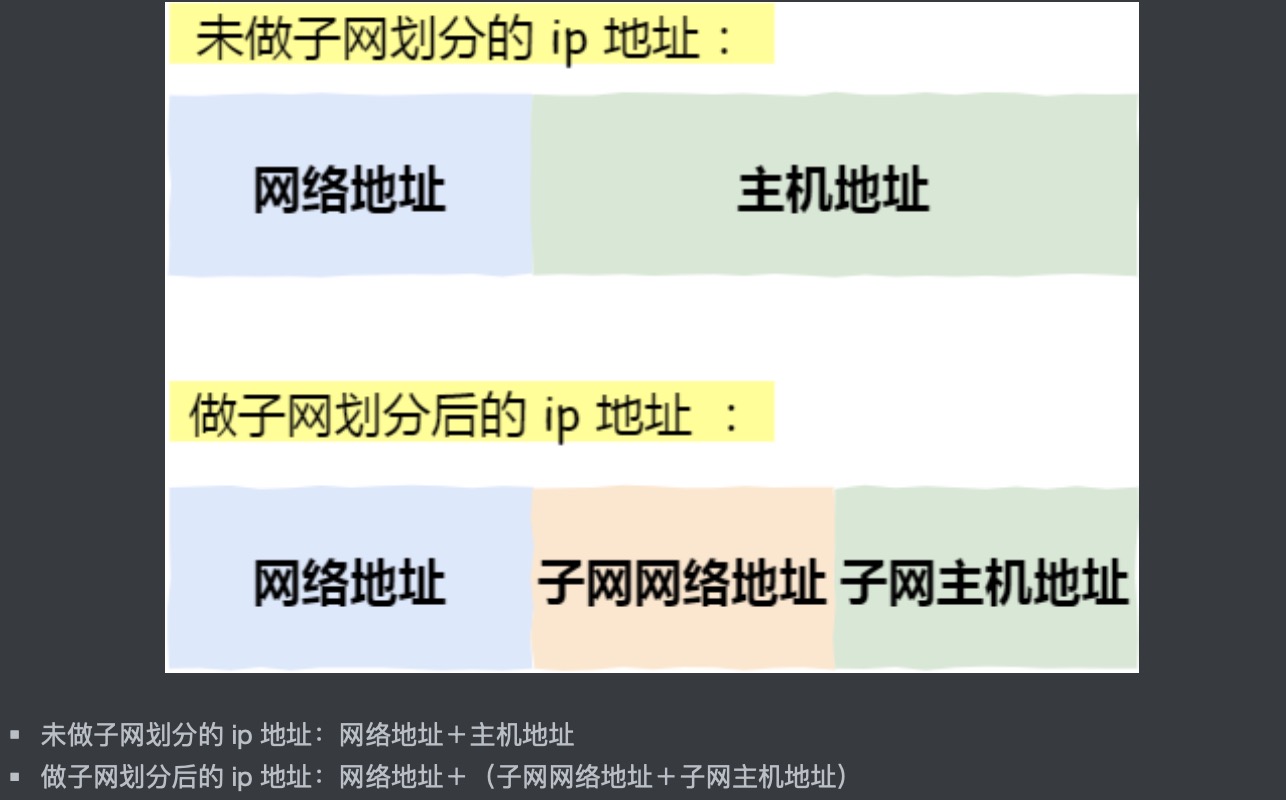 未做子网划分的 ip 地址：
网络地址 主机地址
做子网划分后的 ip 地址 ：
网络地址 子网网络地址 子网主机地址
▪ 未做子网划分的 ip 地址：网络地址＋主机地址
▪ 做子网划分后的 ip 地址：网络地址＋（子网网络地址＋子网主机地址）